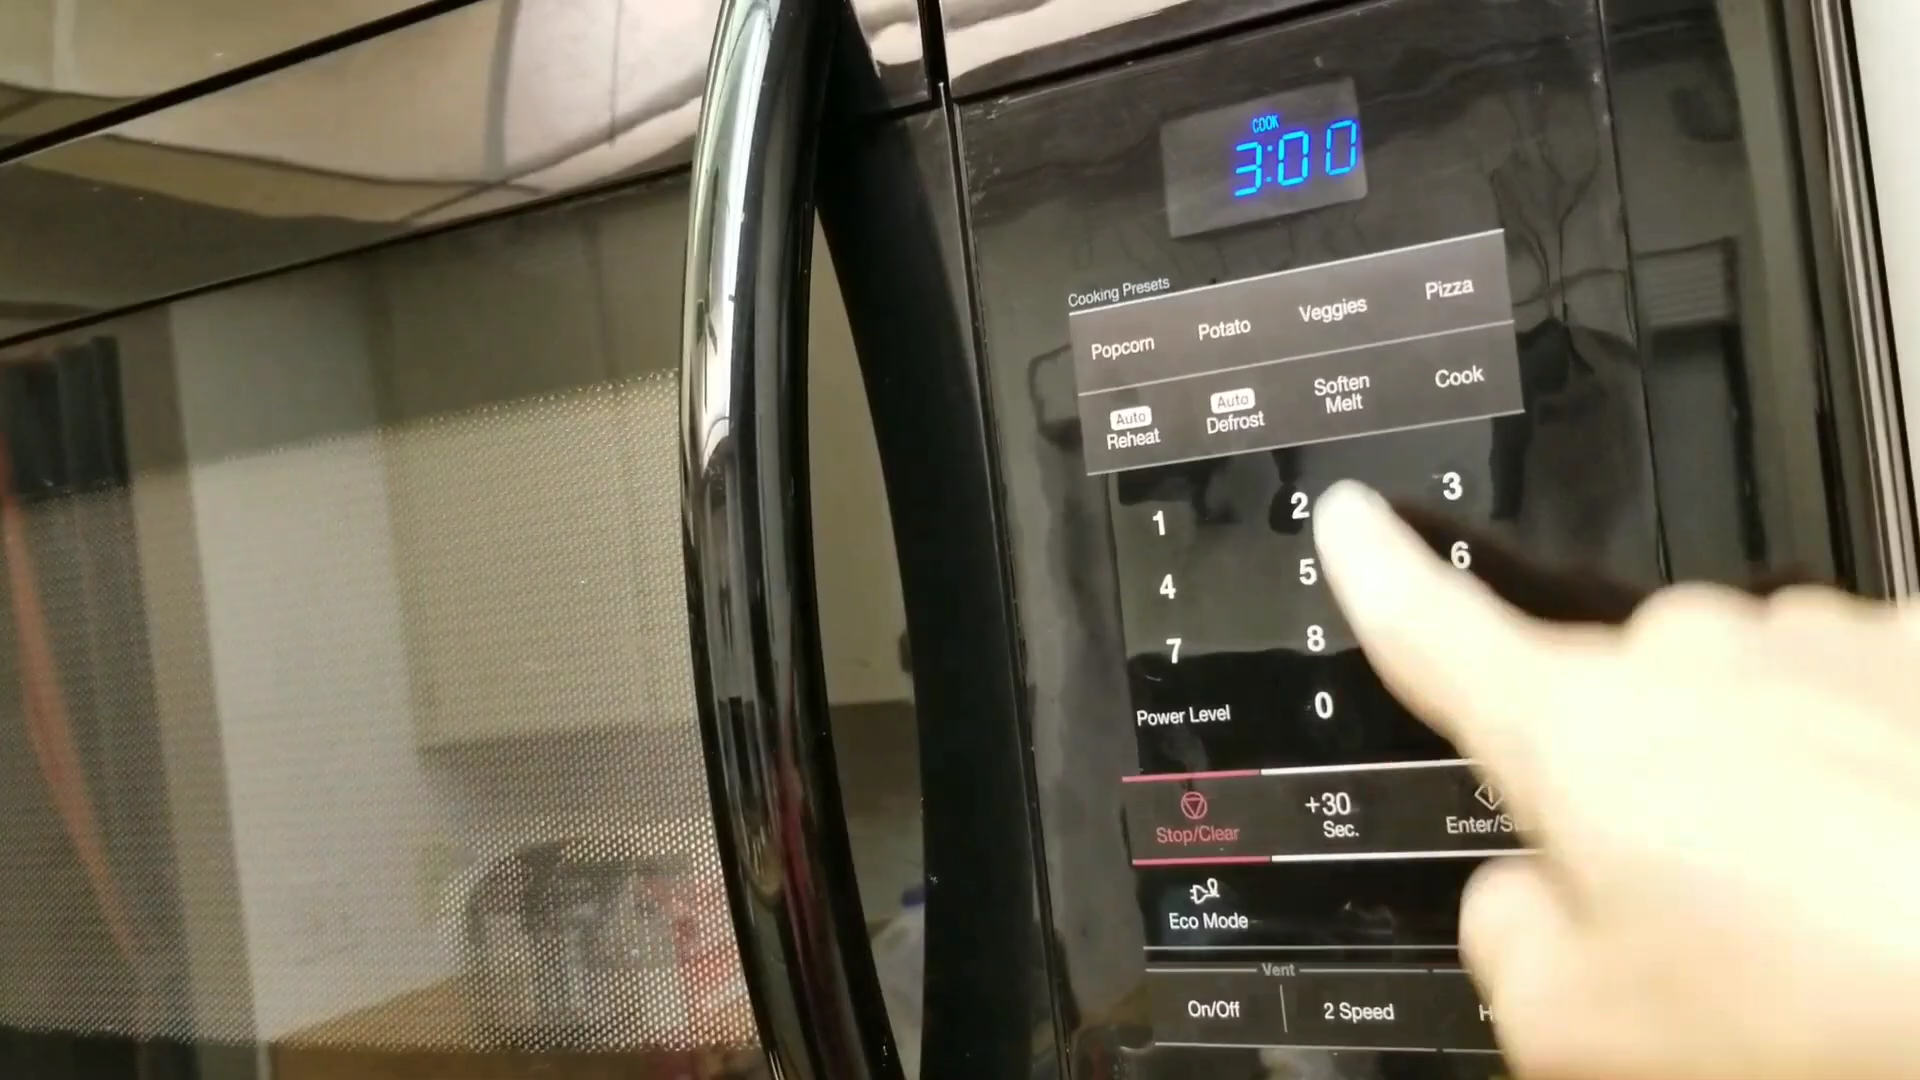 COOK
3:00
Cooking Presets
Popcorn Potato Veggies Pizza
Auto Reheat
Auto Defrost
Soften Melt
Cook
1 2 3
4 5 6
7 8
Power Level 0
Stop/Clear
+30 Sec.
Eco Mode
Vent
On/Off 2 Speed